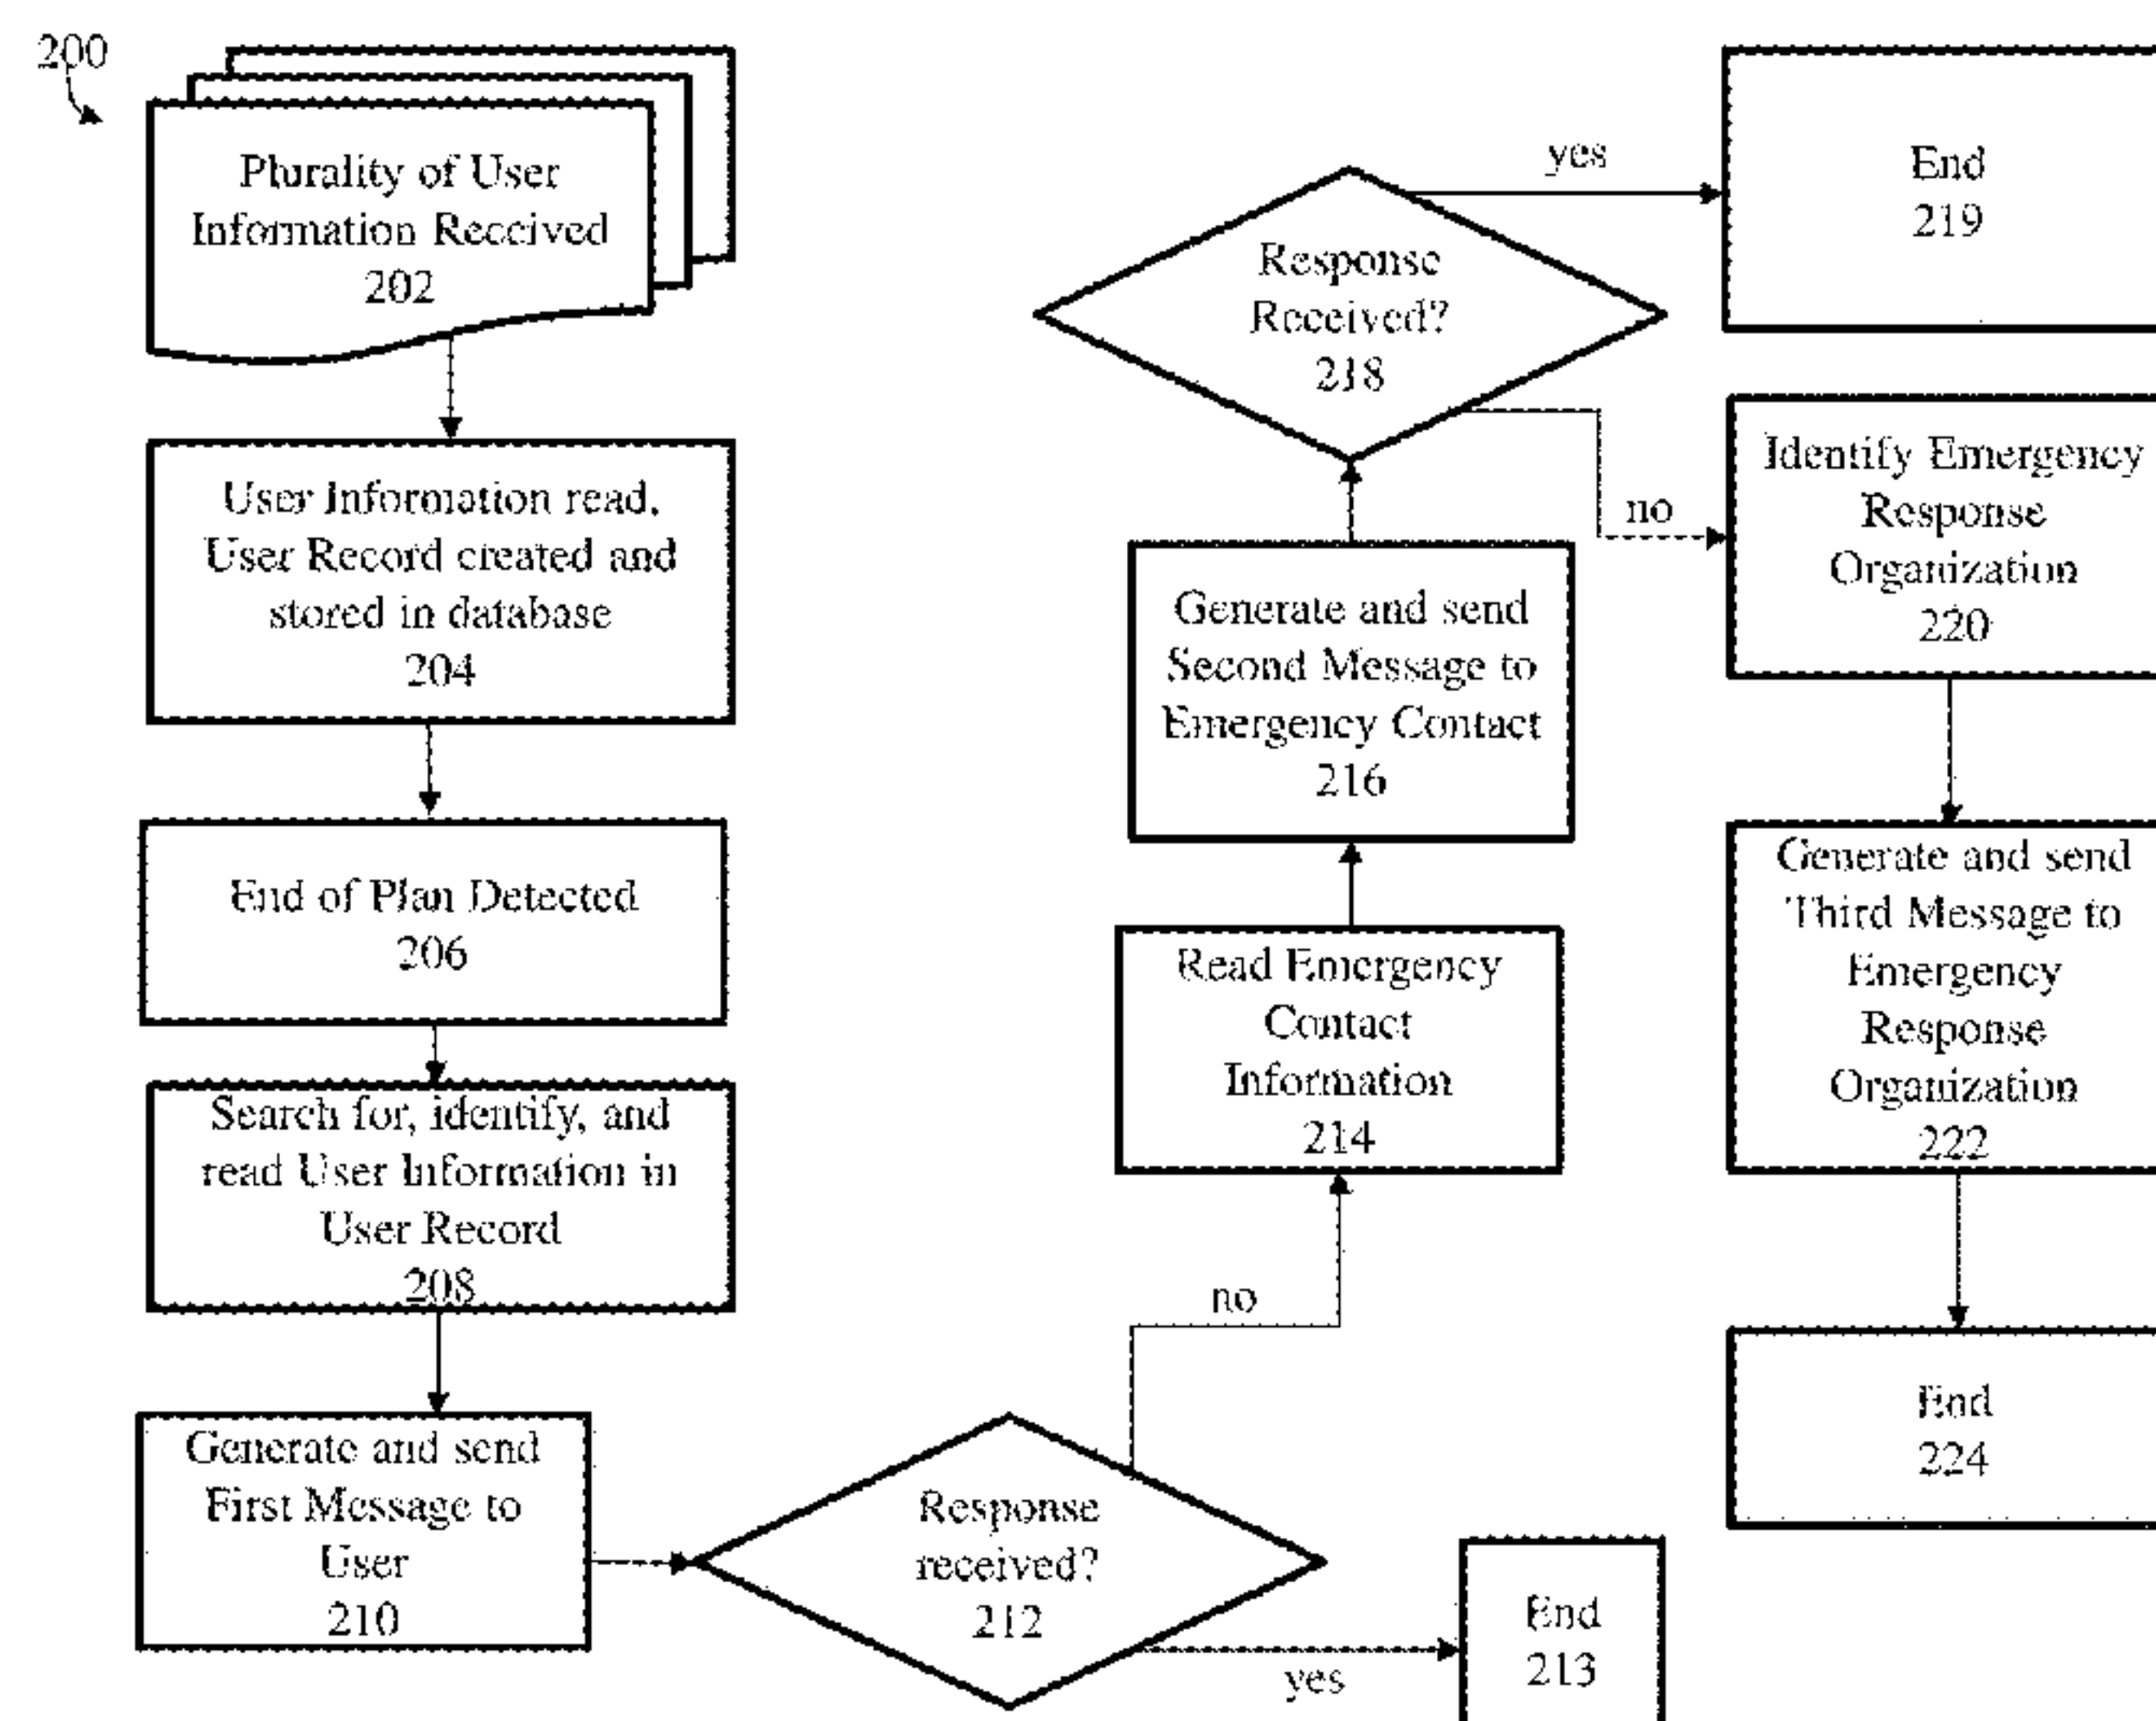 200
Plurality of User
Information Received
202
User Information read,
User Record created and
stored in database
204
End of Plan Detected
206
Search for, identify, and
read User Information in
User Record
208
Generate and send
First Message to
User
210
Response
received?
212
yes
End
213
no
Read Emergency
Contact
Information
214
Generate and send
Second Message to
Emergency Contact
216
Response
Received?
218
yes
End
219
no
Identify Emergency
Response
Organization
220
Generate and send
Third Message to
Emergency
Response
Organization
222
End
224